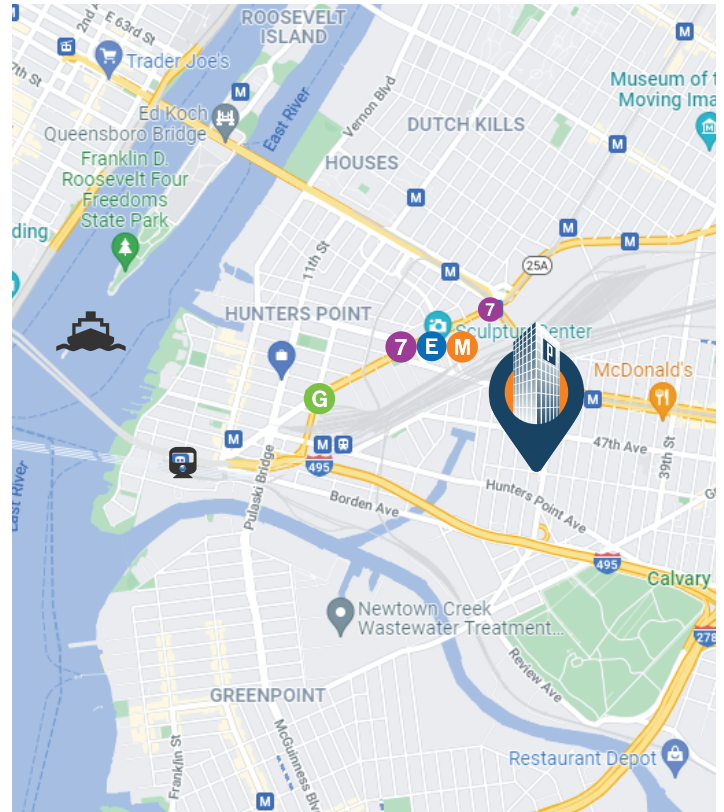 ROOSEVELT
ISLAND
2nd
E 63rd St
Trader Joe's
7th St
M
M
Museum of t
Moving Ima
Ed Koch
Queensboro Bridge
East River
Vernon Blvd
DUTCH KILLS
M
HOUSES
Franklin D.
Roosevelt Four
Freedoms
State Park
M
ding
M
M
11th St
M
25A
HUNTERS POINT
7
Sculpture Center
7
E
M
P
McDonald's
G
M
M
M
47th Ave
39th St
495
Pulaski Bridge
Borden Ave
Hunters Point Ave
East River
495
Calvary
Newtown Creek
Wastewater Treatment...
278
Review Ave
GREENPOINT
Franklin St
McGuinness Blv
Restaurant Depot
M